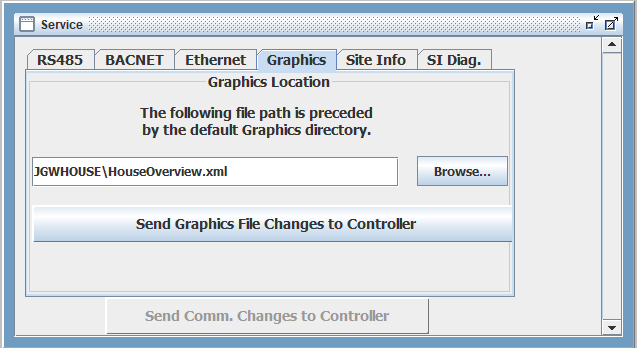 Service
RS485 BACNET Ethernet Graphics Site Info SI Diag.
Graphics Location
The following file path is preceded
by the default Graphics directory.
JGWHOUSE\HouseOverview.xml Browse...
Send Graphics File Changes to Controller
Send Comm. Changes to Controller